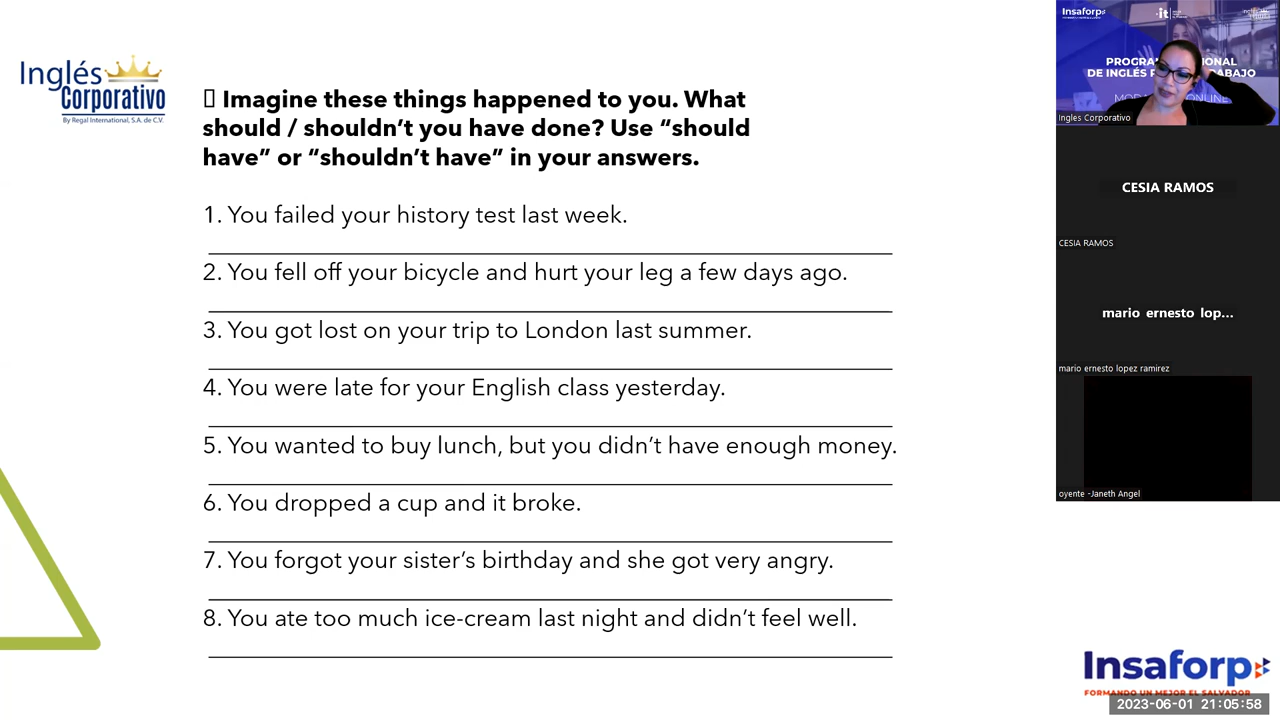 Inglés
Corporativo
By Regal International, S.A. de C.V.
Imagine these things happened to you. What
should / shouldn’t you have done? Use “should
have” or “shouldn’t have” in your answers.
1. You failed your history test last week.
2. You fell off your bicycle and hurt your leg a few days ago.
3. You got lost on your trip to London last summer.
4. You were late for your English class yesterday.
5. You wanted to buy lunch, but you didn’t have enough money.
6. You dropped a cup and it broke.
7. You forgot your sister’s birthday and she got very angry.
8. You ate too much ice-cream last night and didn’t feel well.
Insaforp
it
DE INGLÉS
ONLINE
Ingles Corporativo
CESIA RAMOS
CESIA RAMOS
mario ernesto lop...
mario ernesto lopez ramirez
oyente -Janeth Angel
Insaforp
FORMANDO UN MEJOR EL SALVADOR
2023-06-01 21:05:58